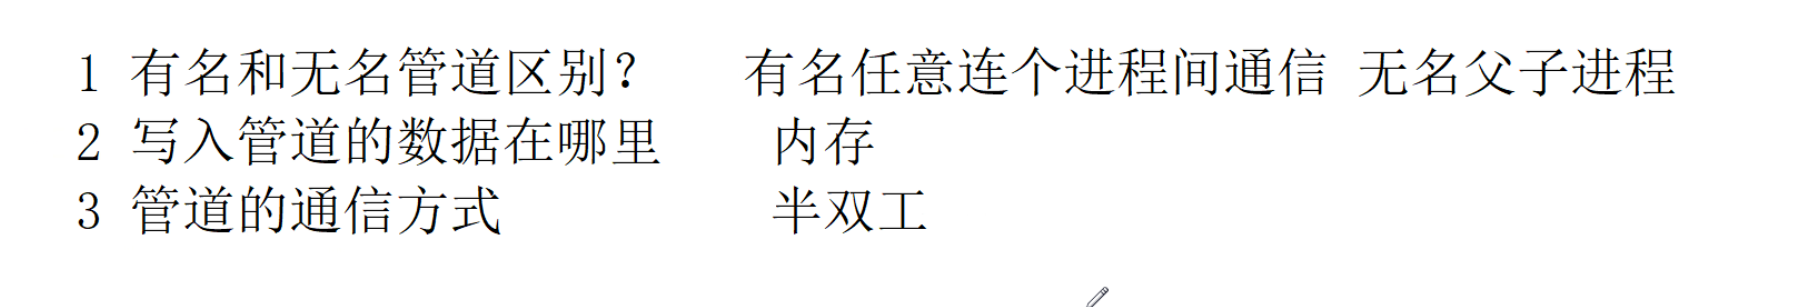 1 有名和无名管道区别？ 有名任意连个进程间通信 无名父子进程
2 写入管道的数据在哪里 内存
3 管道的通信方式 半双工